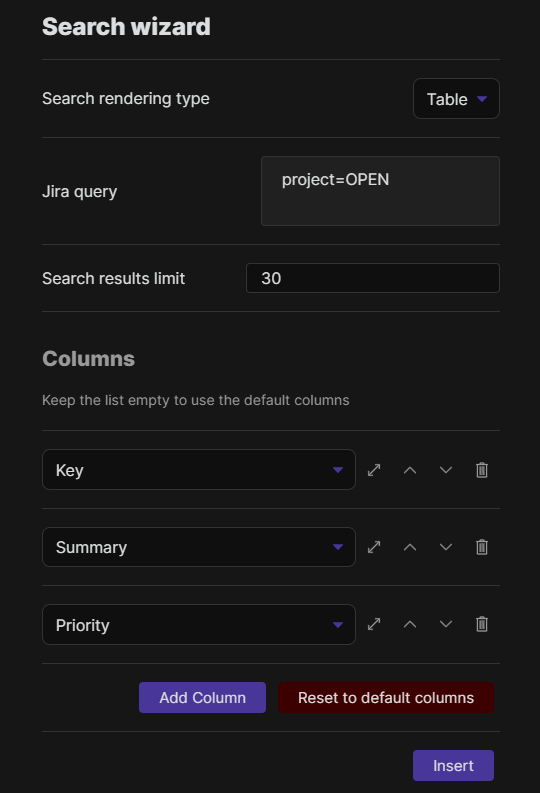 Search wizard
Search rendering type
Table
Jira query
project=OPEN
Search results limit
30
Columns
Keep the list empty to use the default columns
Key
Summary
Priority
Add Column
Reset to default columns
Insert